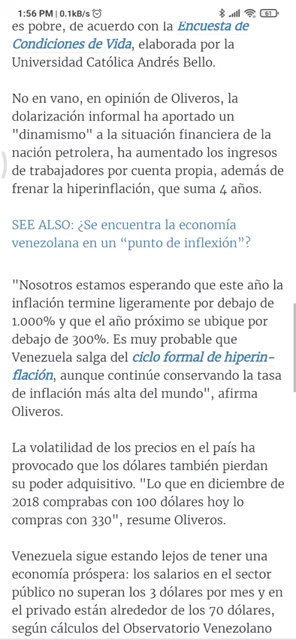 1:56 PM | 0.1kB/s
61
es pobre, de acuerdo con la Encuesta de
Condiciones de Vida, elaborada por la
Universidad Católica Andrés Bello.
No en vano, en opinión de Oliveros, la
dolarización informal ha aportado un
"dinamismo" a la situación financiera de la
nación petrolera, ha aumentado los ingresos
de trabajadores por cuenta propia, además de
frenar la hiperinflación, que suma 4 años.
SEE ALSO: ¿Se encuentra la economía
venezolana en un “punto de inflexión”?
"Nosotros estamos esperando que este año la
inflación termine ligeramente por debajo de
1.000% y que el año próximo se ubique por
debajo de 300%. Es muy probable que
Venezuela salga del ciclo formal de hiperin-
flación, aunque continúe conservando la tasa
de inflación más alta del mundo", afirma
Oliveros.
La volatilidad de los precios en el país ha
provocado que los dólares también pierdan
su poder adquisitivo. "Lo que en diciembre de
2018 comprabas con 100 dólares hoy lo
compras con 330", resume Oliveros.
Venezuela sigue estando lejos de tener una
economía próspera: los salarios en el sector
público no superan los 3 dólares por mes y en
el privado están alrededor de los 70 dólares,
según cálculos del Observatorio Venezolano